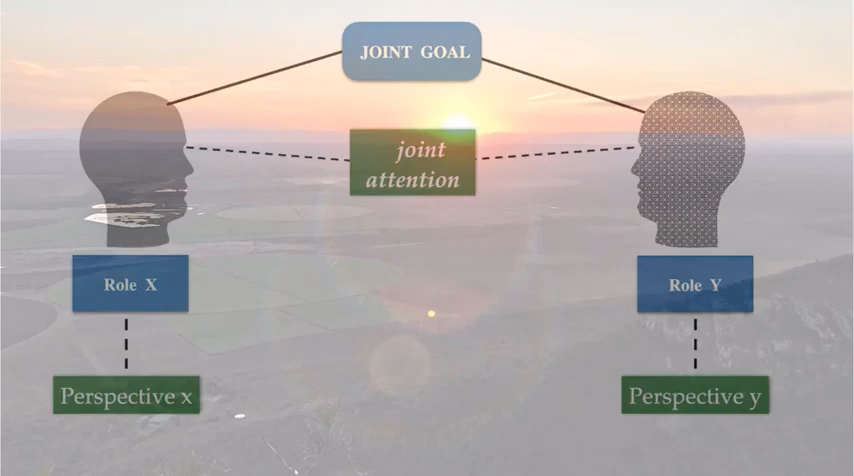 JOINT GOAL
joint
attention
Role X
Role Y
Perspective x
Perspective y